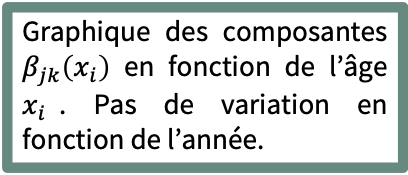 Graphique des composantes
𝛽ⱼₖ(𝑥ᵢ) en fonction de l'âge
𝑥ᵢ . Pas de variation en
fonction de l'année.